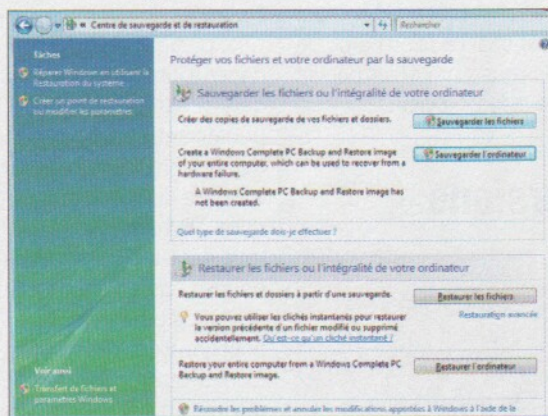 « Centre de sauvegarde et de restauration
Rechercher
Tâches
Réparer Windows en utilisant la
Restauration du système
Créer un point de restauration
ou modifier les paramètres
Voir aussi
Transfert de fichiers et
paramètres Windows
Protéger vos fichiers et votre ordinateur par la sauvegarde
Sauvegarder les fichiers ou l'intégralité de votre ordinateur
Créer des copies de sauvegarde de vos fichiers et dossiers.
Sauvegarder les fichiers
Create a Windows Complete PC Backup and Restore image
of your entire computer, which can be used to recover from a
hardware failure.
Sauvegarder l'ordinateur
A Windows Complete PC Backup and Restore image has
not been created.
Quel type de sauvegarde dois-je effectuer ?
Restaurer les fichiers ou l'intégralité de votre ordinateur
Restaurer les fichiers et dossiers à partir d'une sauvegarde.
Restaurer les fichiers
Vous pouvez utiliser les clichés instantanés pour restaurer
la version précédente d'un fichier modifié ou supprimé
accidentellement. Qu'est-ce qu'un cliché instantané ?
Restauration avancée
Restore your entire computer from a Windows Complete PC
Backup and Restore image.
Restaurer l'ordinateur
Résoudre les problèmes et annuler les modifications apportées à Windows à l'aide de la